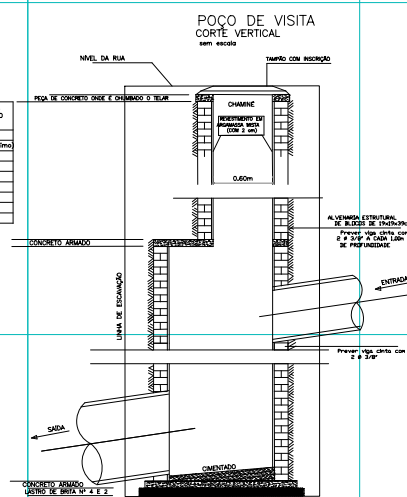 POÇO DE VISITA
CORTE VERTICAL
sem escala
NÍVEL DA RUA
TAMPÃO COM INSCRIÇÃO
PEÇA DE CONCRETO ONDE É CHUMBADO O TELAR
CHAMINÉ
REVESTIMENTO EM
ARGAMASSA MISTA
(COM 2 cm)
0.60m
ALVENARIA ESTRUTURAL
DE BLOCOS DE 19x19x39c
Prever viga cinta com
2 ø 3/8" A CADA 1,00m
DE PROFUNDIDADE
CONCRETO ARMADO
LINHA DE ESCAVAÇÃO
ENTRADA
Prever viga cinta com
2 ø 3/8"
SAÍDA
CIMENTADO
CONCRETO ARMADO
LASTRO DE BRITA Nº 4 E 2